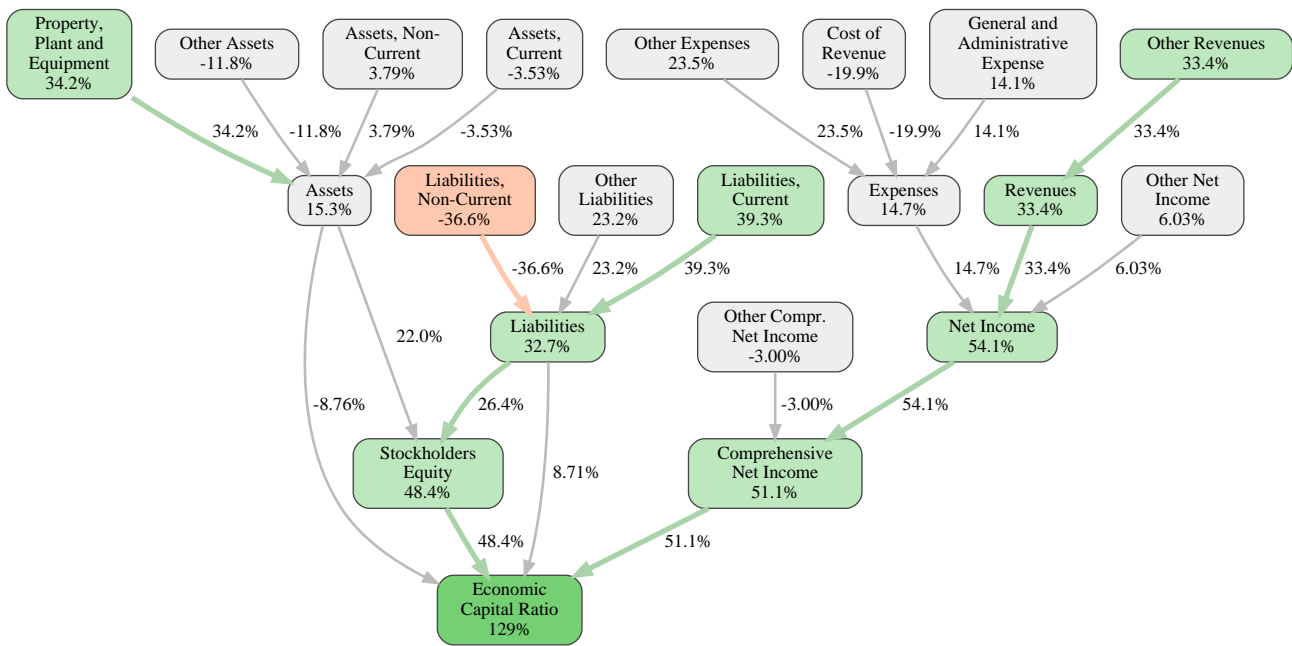 Property,
Plant and
Equipment
34.2%
Other Assets
-11.8%
Assets, Non-
Current
3.79%
Assets,
Current
-3.53%
Other Expenses
23.5%
Cost of
Revenue
-19.9%
General and
Administrative
Expense
14.1%
Other Revenues
33.4%
34.2%
-11.8%
3.79%
-3.53%
23.5%
-19.9%
14.1%
33.4%
Assets
15.3%
Liabilities,
Non-Current
-36.6%
Other
Liabilities
23.2%
Liabilities,
Current
39.3%
Expenses
14.7%
Revenues
33.4%
Other Net
Income
6.03%
-36.6%
23.2%
39.3%
14.7%
33.4%
6.03%
22.0%
Liabilities
32.7%
Other Compr.
Net Income
-3.00%
Net Income
54.1%
-8.76%
26.4%
-3.00%
54.1%
Stockholders
Equity
48.4%
8.71%
Comprehensive
Net Income
51.1%
48.4%
51.1%
Economic
Capital Ratio
129%